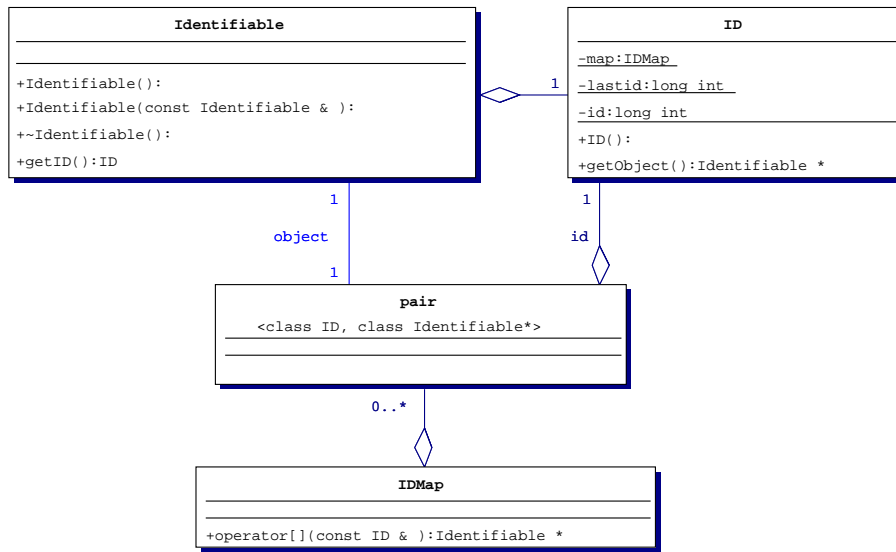 Identifiable
+Identifiable():
+Identifiable(const Identifiable & ):
+~Identifiable():
+getID():ID
1
ID
-map:IDMap
-lastid:long int
-id:long int
+ID():
+getObject():Identifiable *
1
object
1
1
id
pair
<class ID, class Identifiable*>
0..*
IDMap
+operator[](const ID & ):Identifiable *